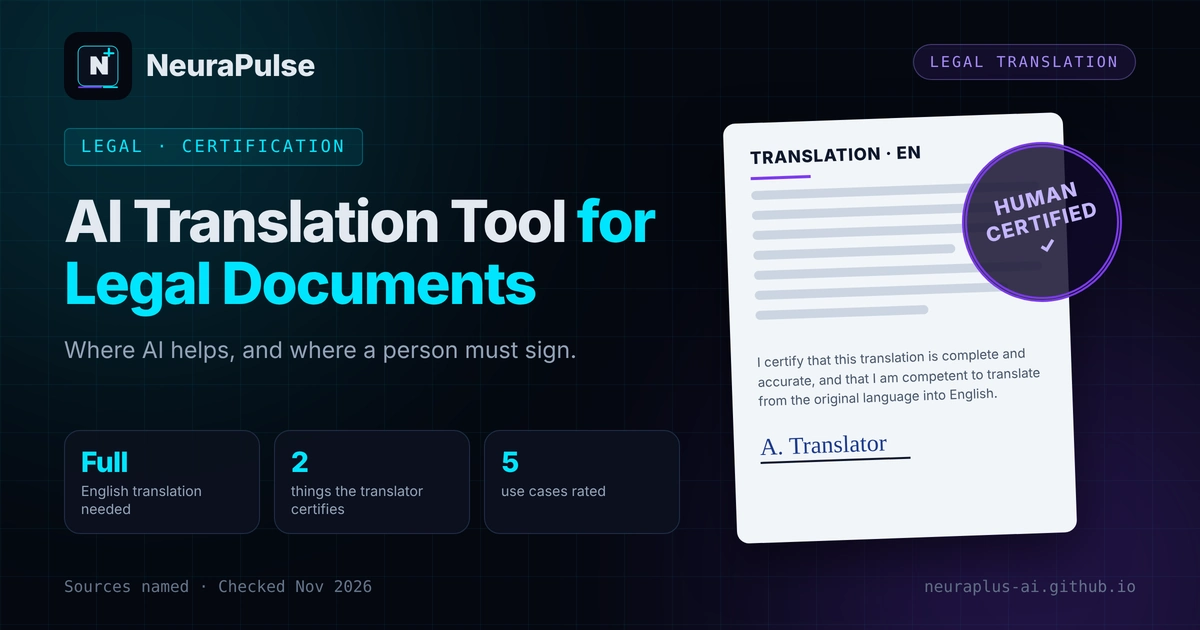 N
NeuraPulse
LEGAL TRANSLATION
LEGAL · CERTIFICATION
AI Translation Tool for
Legal Documents
Where AI helps, and where a person must sign.
Full
English translation
needed
2
things the translator
certifies
5
use cases rated
TRANSLATION · EN
HUMAN
CERTIFIED
I certify that this translation is complete and
accurate, and that I am competent to translate
from the original language into English.
A. Translator
Sources named · Checked Nov 2026
neuraplus-ai.github.io